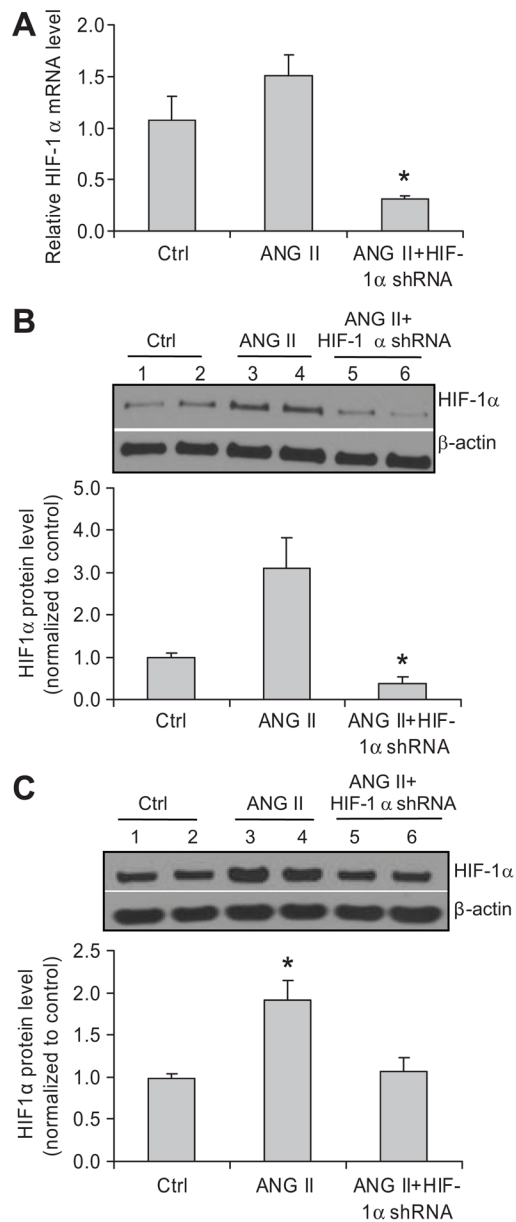 A
Relative HIF-1 α mRNA level
2.0
1.5
1.0
0.5
0.0
*
Ctrl
ANG II
ANG II+HIF-
1α shRNA
B
Ctrl
ANG II
ANG II+
HIF-1 α shRNA
1 2 3 4 5 6
HIF-1α
β-actin
HIF1α protein level
(normalized to control)
5.0
4.0
3.0
2.0
1.0
0.0
*
Ctrl
ANG II
ANG II+HIF-
1α shRNA
C
Ctrl
ANG II
ANG II+
HIF-1 α shRNA
1 2 3 4 5 6
HIF-1α
β-actin
HIF1α protein level
(normalized to control)
2.5
2.0
1.5
1.0
0.5
0.0
*
Ctrl
ANG II
ANG II+HIF-
1α shRNA